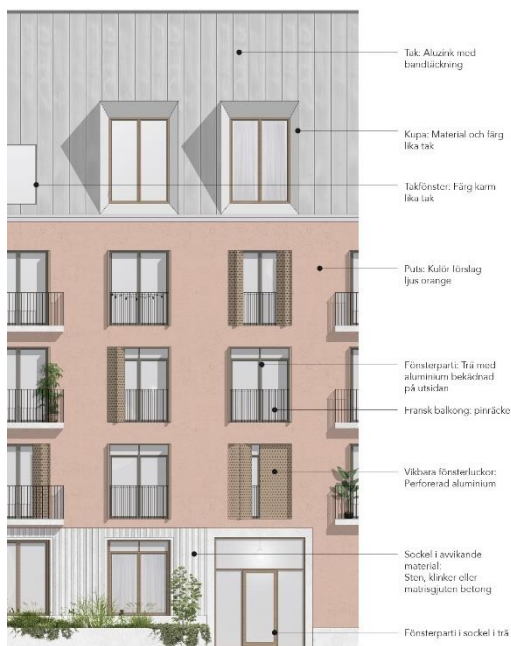 Tak: Aluzink med
bandtäckning
Kupa: Material och färg
lika tak
Takfönster: Färg karm
lika tak
Puts: Kulör förslag
ljus orange
Fönsterparti: Trä med
aluminium beklädnad
på utsidan
Fransk balkong: pinräcke
Vikbara fönsterluckor:
Perforerad aluminium
Sockel i avvikande
material:
Sten, klinker eller
matrisgjuten betong
Fönsterparti i sockel i trä